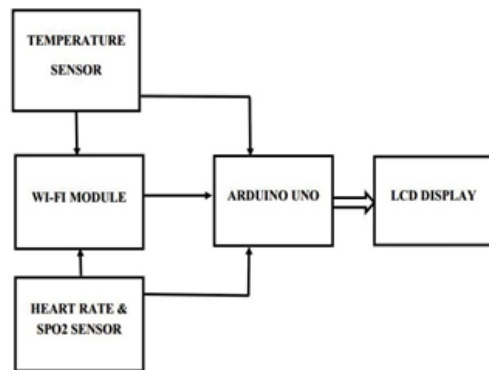 TEMPERATURE
SENSOR
WI-FI MODULE
ARDUINO UNO
LCD DISPLAY
HEART RATE &
SPO2 SENSOR